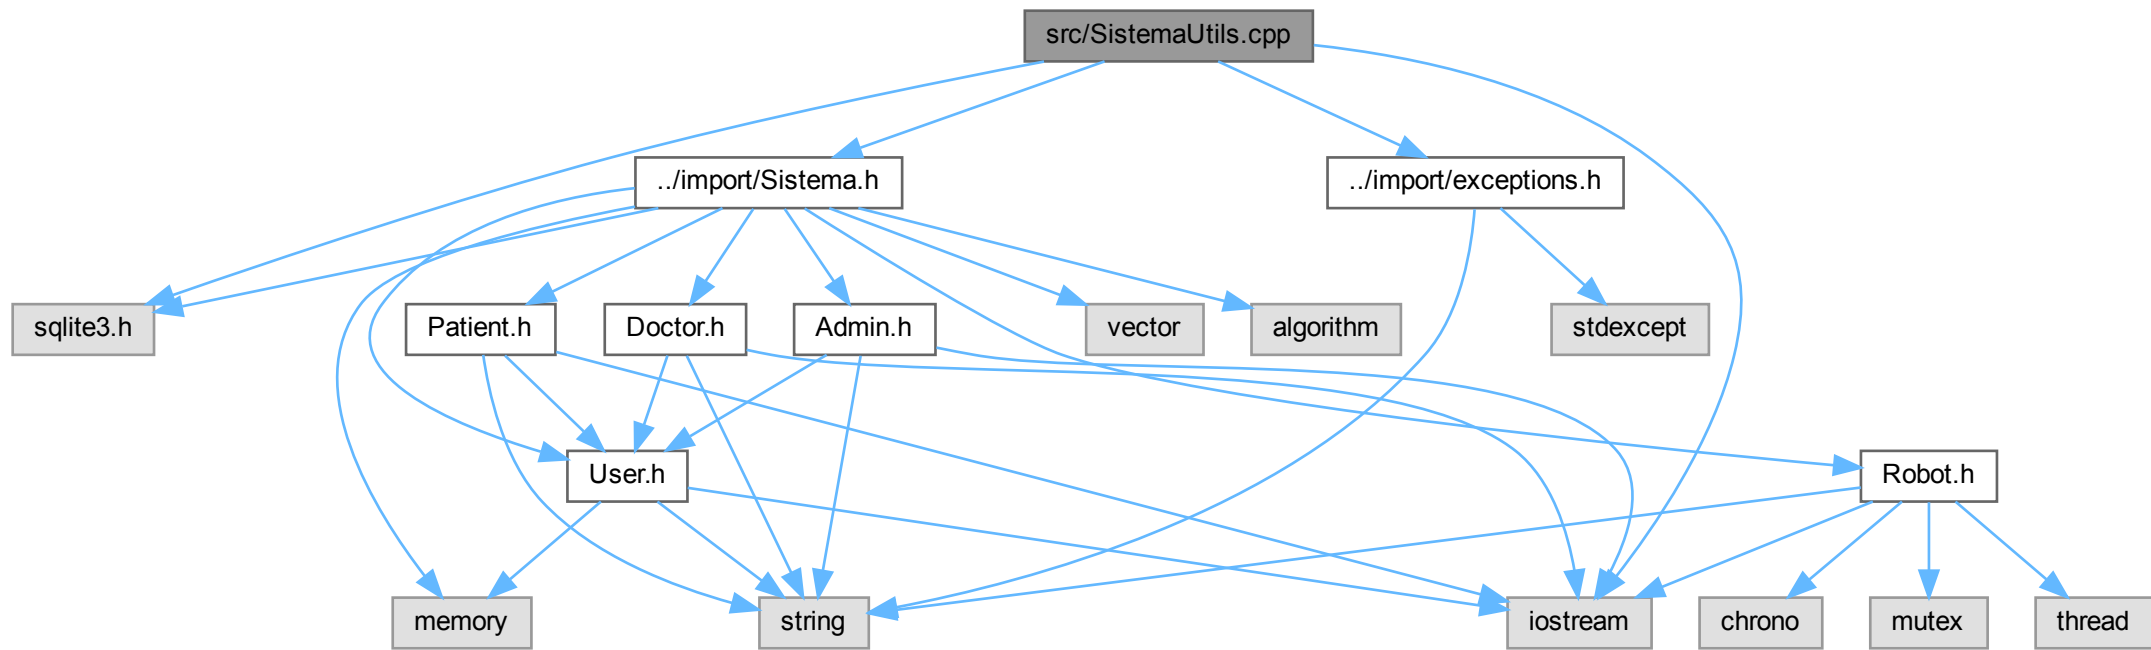 src/SistemaUtils.cpp
../import/Sistema.h
../import/exceptions.h
sqlite3.h
Patient.h
Doctor.h
Admin.h
vector
algorithm
stdexcept
User.h
Robot.h
memory
string
iostream
chrono
mutex
thread